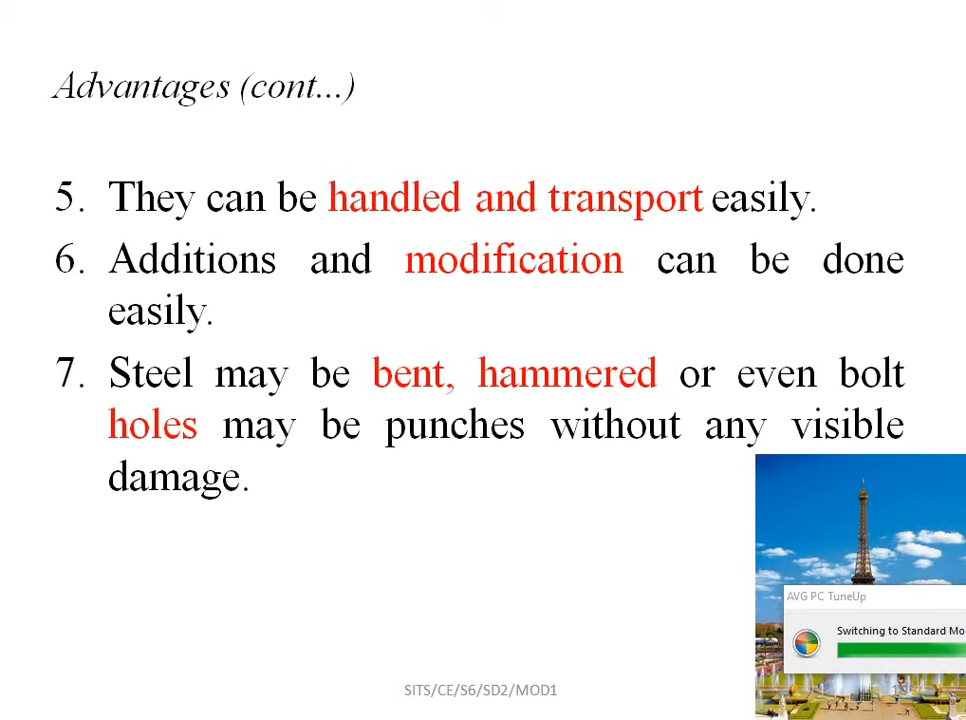 Advantages (cont...)
5. They can be handled and transport easily.
6. Additions and modification can be done
easily.
7. Steel may be bent, hammered or even bolt
holes may be punches without any visible
damage.
AVG PC TuneUp
Switching to Standard Mo
SITS/CE/S6/SD2/MOD1